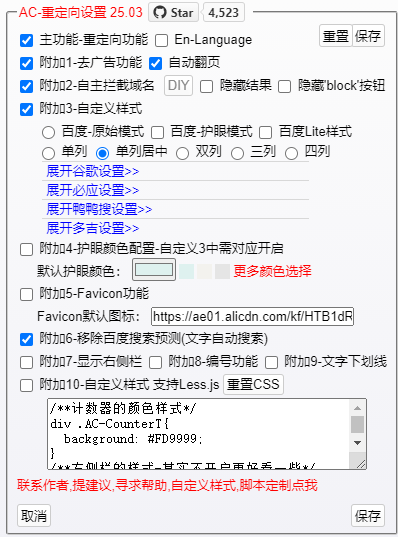 AC-重定向设置 25.03 Star 4,523
主功能-重定向功能 En-Language 重置 保存
附加1-去广告功能 自动翻页
附加2-自主拦截域名 DIY 隐藏结果 隐藏'block'按钮
附加3-自定义样式
百度-原始模式 百度-护眼模式 百度Lite样式
单列 单列居中 双列 三列 四列
展开谷歌设置>>
展开必应设置>>
展开鸭鸭搜设置>>
展开多吉设置>>
附加4-护眼颜色配置-自定义3中需对应开启
默认护眼颜色： 更多颜色选择
附加5-Favicon功能
Favicon默认图标： https://ae01.alicdn.com/kf/HTB1dR
附加6-移除百度搜索预测(文字自动搜索)
附加7-显示右侧栏 附加8-编号功能 附加9-文字下划线
附加10-自定义样式 支持Less.js 重置CSS
/**计数器的颜色样式*/
div .AC-CounterT{
background: #FD9999;
}
/**右侧栏的样式-其实不开启更好看一些*/
联系作者,提建议,寻求帮助,自定义样式,脚本定制点我
取消 保存